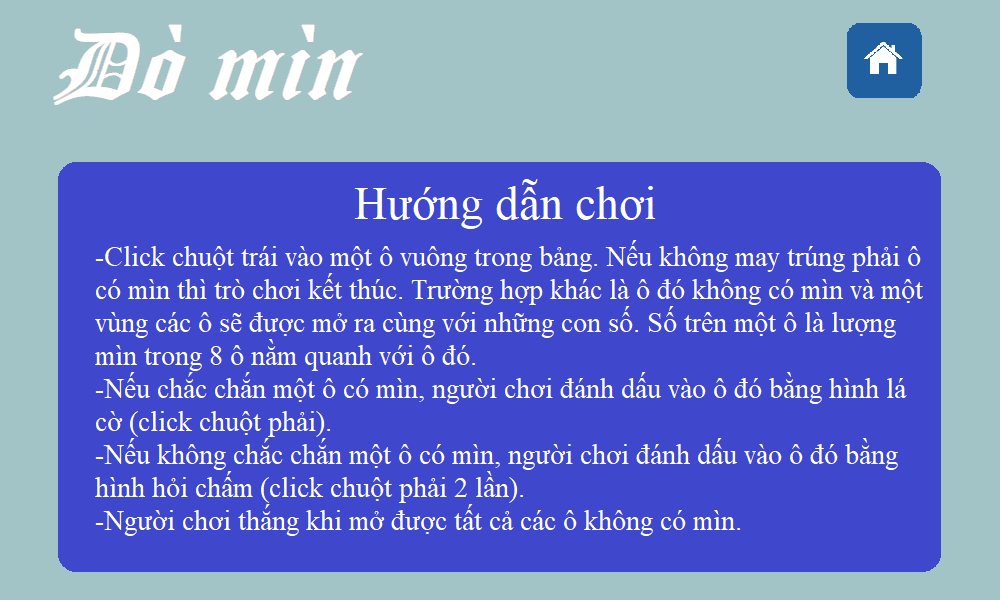 Dò mìn
Hướng dẫn chơi
-Click chuột trái vào một ô vuông trong bảng. Nếu không may trúng phải ô
có mìn thì trò chơi kết thúc. Trường hợp khác là ô đó không có mìn và một
vùng các ô sẽ được mở ra cùng với những con số. Số trên một ô là lượng
mìn trong 8 ô nằm quanh với ô đó.
-Nếu chắc chắn một ô có mìn, người chơi đánh dấu vào ô đó bằng hình lá
cờ (click chuột phải).
-Nếu không chắc chắn một ô có mìn, người chơi đánh dấu vào ô đó bằng
hình hỏi chấm (click chuột phải 2 lần).
-Người chơi thắng khi mở được tất cả các ô không có mìn.